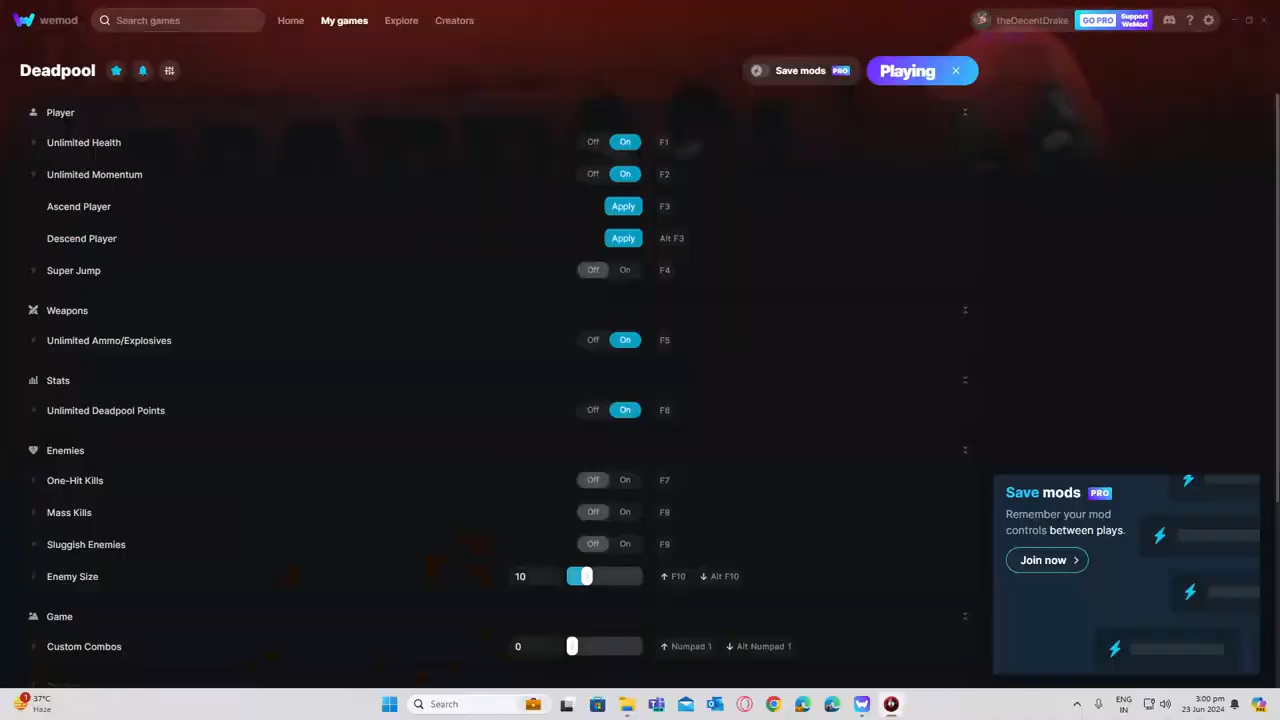 wemod
Search games
Home
My games
Explore
Creators
theDecentDrake
GO PRO
Support
WeMod
Deadpool
Save mods PRO
Playing
Player
Unlimited Health
Off On F1
Unlimited Momentum
Off On F2
Ascend Player
Apply F3
Descend Player
Apply Alt F3
Super Jump
Off On F4
Weapons
Unlimited Ammo/Explosives
Off On F5
Stats
Unlimited Deadpool Points
Off On F6
Enemies
One-Hit Kills
Off On F7
Mass Kills
Off On F8
Sluggish Enemies
Off On F9
Enemy Size
10 F10 Alt F10
Game
Custom Combos
0 Numpad 1 Alt Numpad 1
Save mods PRO
Remember your mod
controls between plays.
Join now
1
37°C
Haze
Search
ENG
IN
3:00 pm
23 Jun 2024